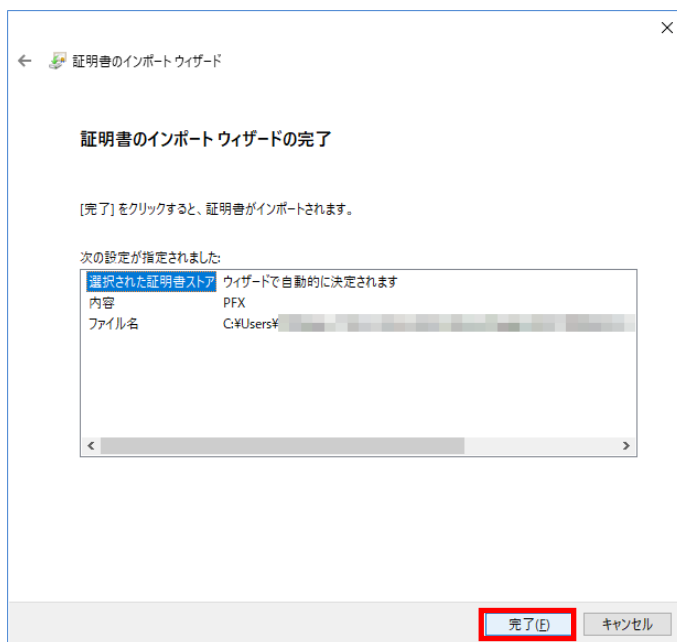 証明書のインポート ウィザード
証明書のインポート ウィザードの完了
[完了] をクリックすると、証明書がインポートされます。
次の設定が指定されました:
選択された証明書ストア ウィザードで自動的に決定されます
内容 PFX
ファイル名 C:¥Users¥
完了(F) キャンセル